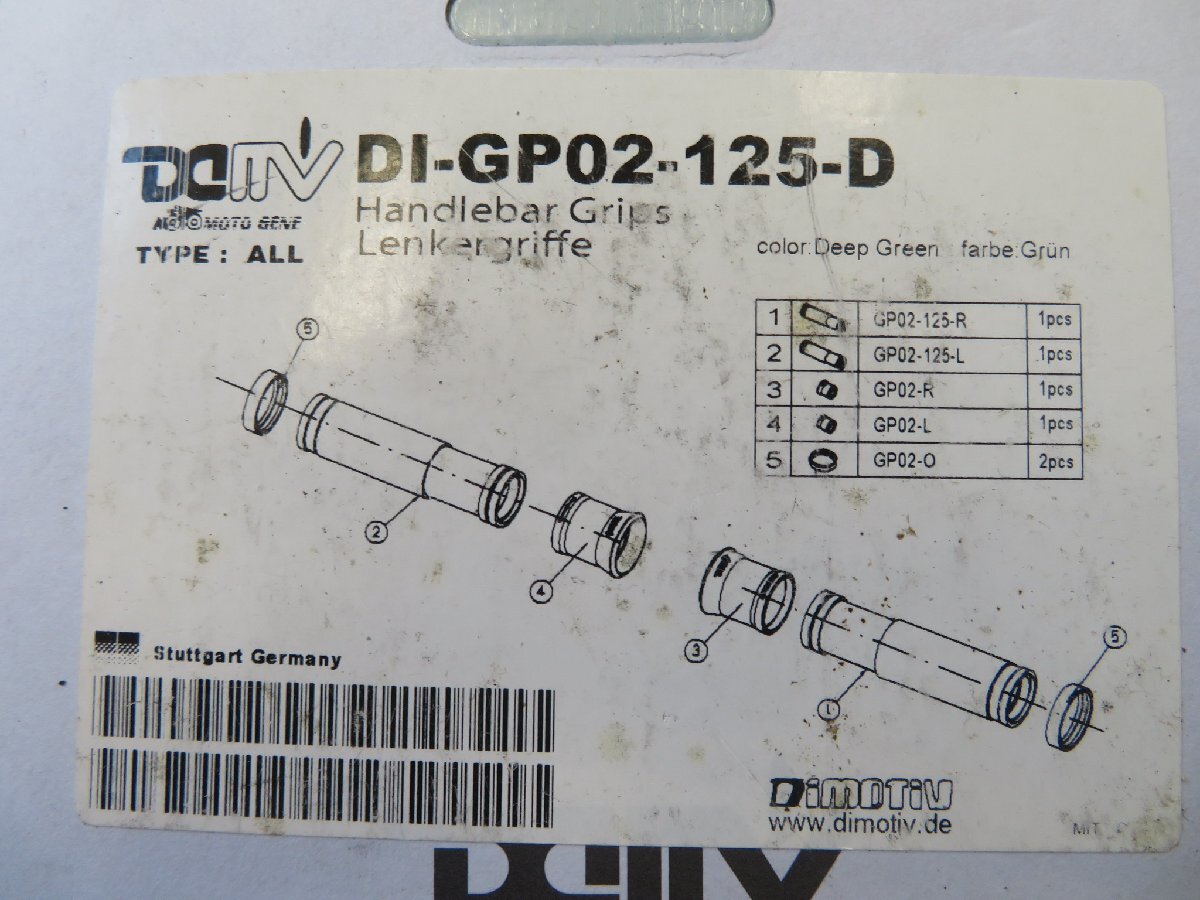 DI-GP02-125-D
Handlebar Grips
Lenkergriffe
MOTO GENE
TYPE: ALL
color:Deep Green farbe:Grün
1 GP02-125-R 1pcs
2 GP02-125-L 1pcs
3 GP02-R 1pcs
4 GP02-L 1pcs
5 GP02-O 2pcs
5
2
4
3
1
5
Stuttgart Germany
DiMOTiV
www.dimotiv.de
MIT